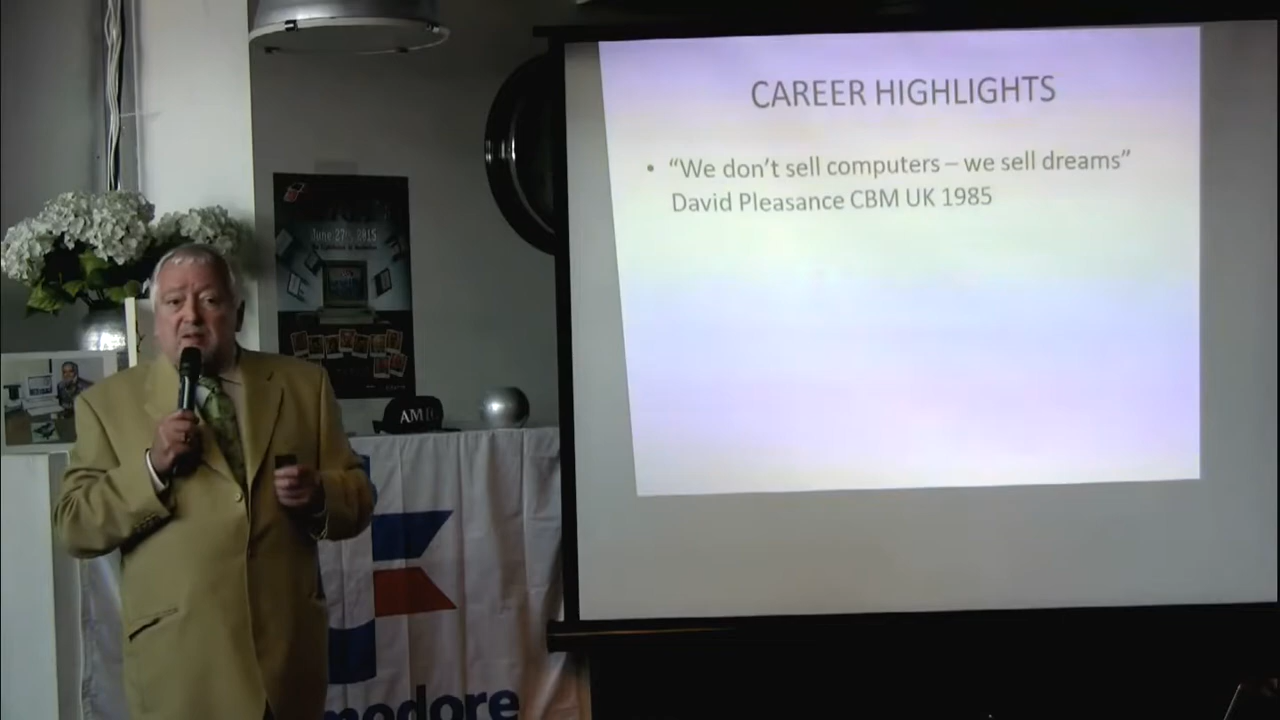 CAREER HIGHLIGHTS
• “We don’t sell computers – we sell dreams”
David Pleasance CBM UK 1985
June 27th, 2015
AMI
modore